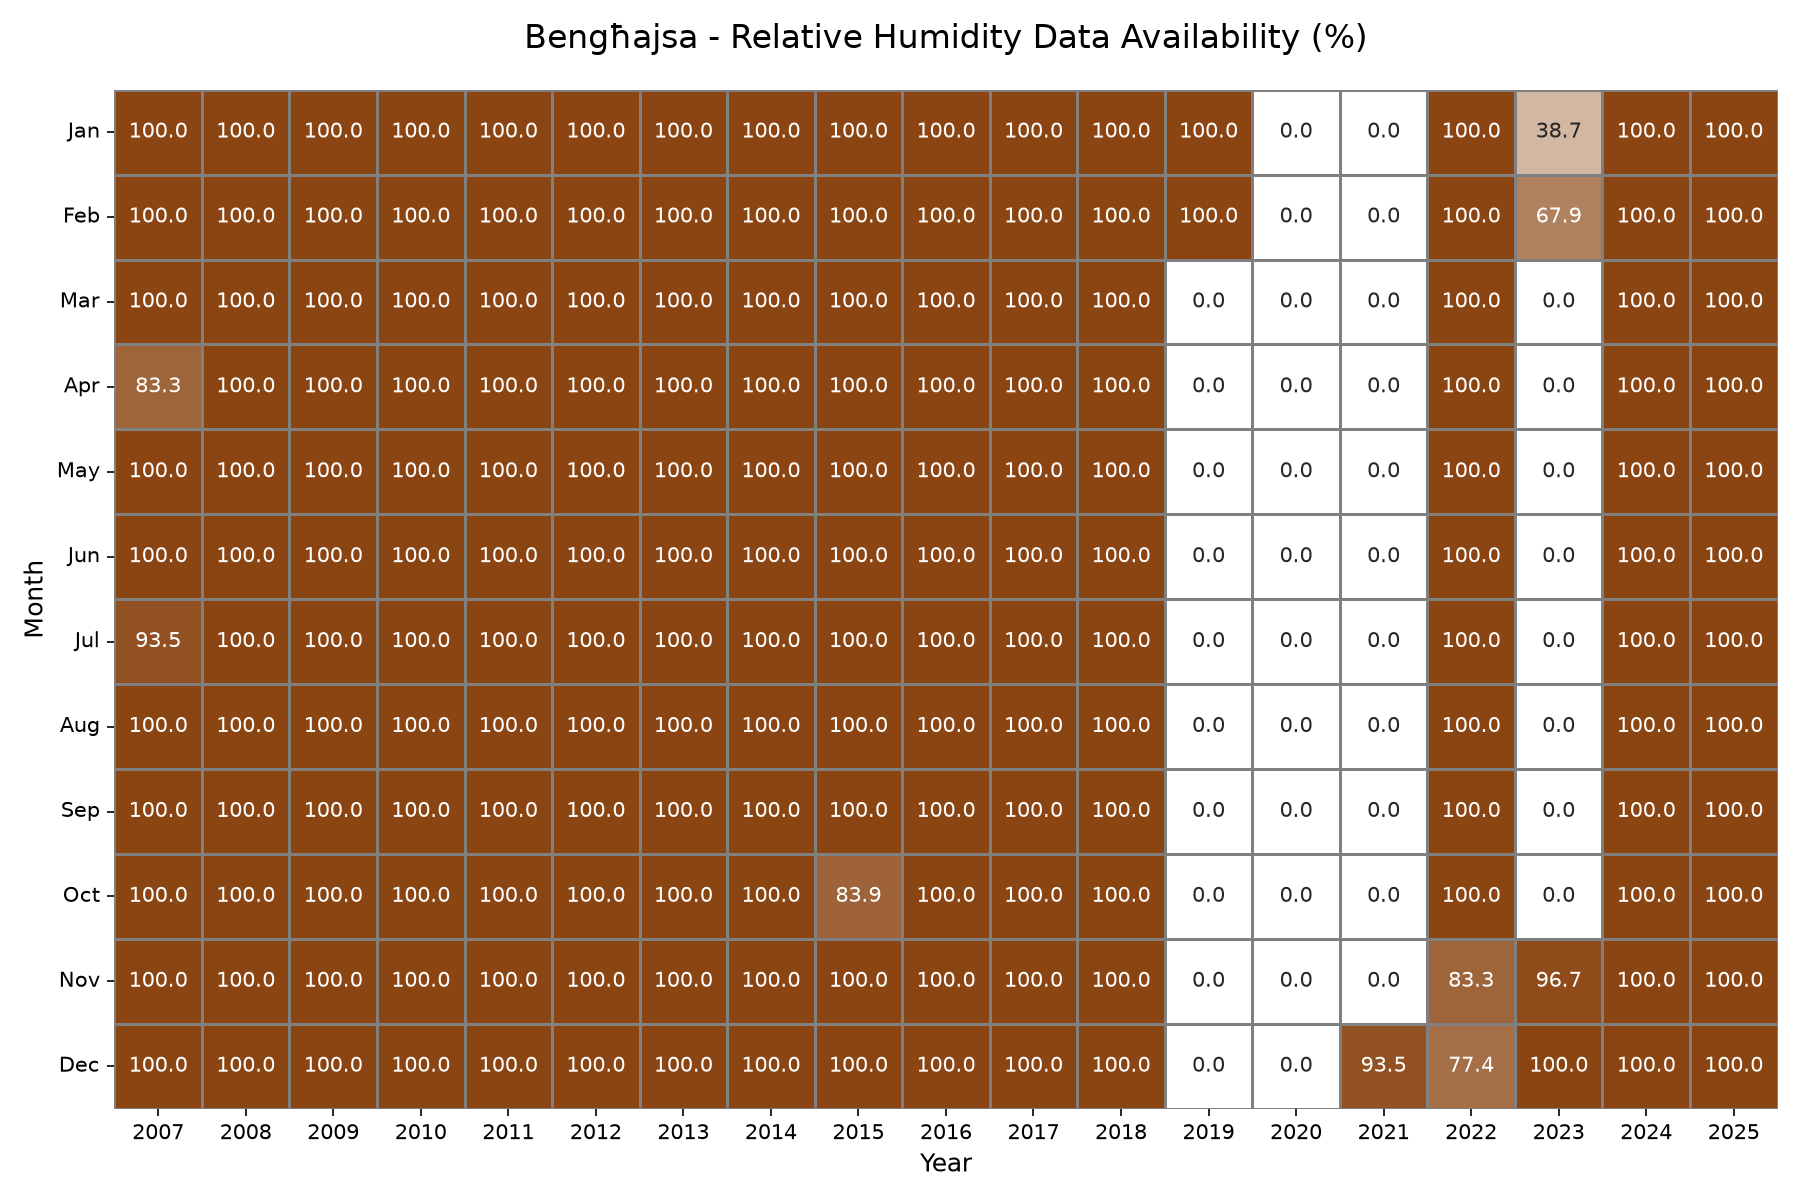 Bengħajsa - Relative Humidity Data Availability (%)
Jan 100.0 100.0 100.0 100.0 100.0 100.0 100.0 100.0 100.0 100.0 100.0 100.0 100.0 0.0 0.0 100.0 38.7 100.0 100.0
Feb 100.0 100.0 100.0 100.0 100.0 100.0 100.0 100.0 100.0 100.0 100.0 100.0 100.0 0.0 0.0 100.0 67.9 100.0 100.0
Mar 100.0 100.0 100.0 100.0 100.0 100.0 100.0 100.0 100.0 100.0 100.0 100.0 0.0 0.0 0.0 100.0 0.0 100.0 100.0
Apr 83.3 100.0 100.0 100.0 100.0 100.0 100.0 100.0 100.0 100.0 100.0 100.0 0.0 0.0 0.0 100.0 0.0 100.0 100.0
May 100.0 100.0 100.0 100.0 100.0 100.0 100.0 100.0 100.0 100.0 100.0 100.0 0.0 0.0 0.0 100.0 0.0 100.0 100.0
Jun 100.0 100.0 100.0 100.0 100.0 100.0 100.0 100.0 100.0 100.0 100.0 100.0 0.0 0.0 0.0 100.0 0.0 100.0 100.0
Jul 93.5 100.0 100.0 100.0 100.0 100.0 100.0 100.0 100.0 100.0 100.0 100.0 0.0 0.0 0.0 100.0 0.0 100.0 100.0
Aug 100.0 100.0 100.0 100.0 100.0 100.0 100.0 100.0 100.0 100.0 100.0 100.0 0.0 0.0 0.0 100.0 0.0 100.0 100.0
Sep 100.0 100.0 100.0 100.0 100.0 100.0 100.0 100.0 100.0 100.0 100.0 100.0 0.0 0.0 0.0 100.0 0.0 100.0 100.0
Oct 100.0 100.0 100.0 100.0 100.0 100.0 100.0 100.0 83.9 100.0 100.0 100.0 0.0 0.0 0.0 100.0 0.0 100.0 100.0
Nov 100.0 100.0 100.0 100.0 100.0 100.0 100.0 100.0 100.0 100.0 100.0 100.0 0.0 0.0 0.0 83.3 96.7 100.0 100.0
Dec 100.0 100.0 100.0 100.0 100.0 100.0 100.0 100.0 100.0 100.0 100.0 100.0 0.0 0.0 93.5 77.4 100.0 100.0 100.0
2007 2008 2009 2010 2011 2012 2013 2014 2015 2016 2017 2018 2019 2020 2021 2022 2023 2024 2025
Year
Month